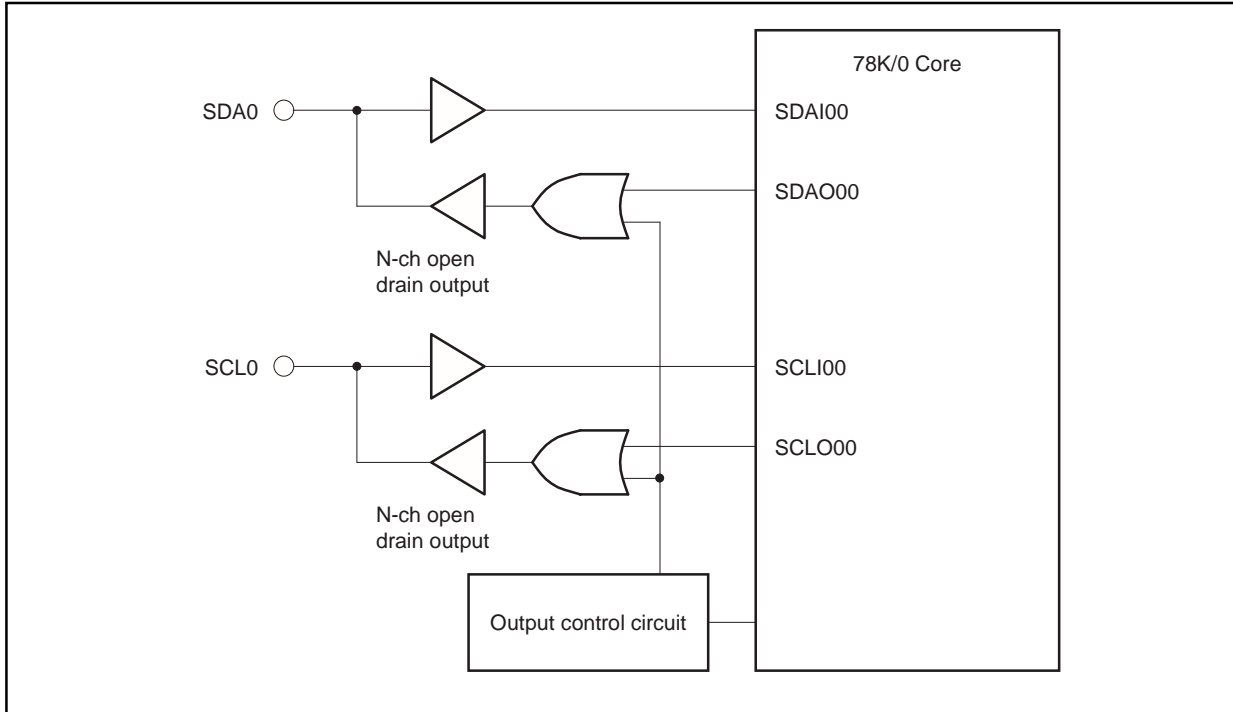 78K/0 Core
SDA0
SDAI00
SDAO00
N-ch open
drain output
SCL0
SCLI00
SCLO00
N-ch open
drain output
Output control circuit